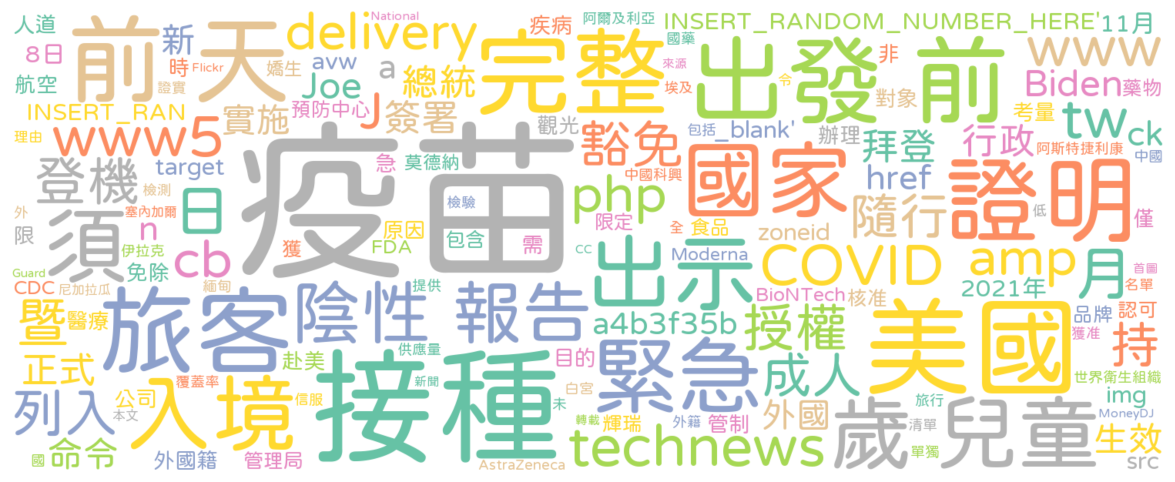 人道
8日
航空
前天
新
時
Flickr
證實
National
嬌生
delivery
avw
Joe
a
疾病
總統
阿爾及利亞
國藥
來源
埃及
完整
INSERT_RANDOM_NUMBER_HERE'
11月
出發前
非
令
對象
www
Biden
藥物
考量
tw
ck
中國
INSERT_RAN
理由
www5
target
實施
預防中心
J
簽署
觀光
急
莫德納
豁免
包括
_blank'
辦理
拜登
行政
阿斯特捷利康
href
中國科興
國家
證明
低
僅
登機
檢測
外
限
須
塞內加爾
n
伊拉克
日
疫苗
獲
原因
FDA
檢驗
包含
需
php
限定
全
食品
zoneid
隨行
cc
Moderna
出示
COVID
amp
月
2021年
首圖
名單
Guard
CDC
尼加拉瓜
免除
cb
緬甸
暨
醫療
旅客
陰性
提供
報告
BioNTech
核准
a4b3f35b
授權
品牌
認可
獲准
持
美國
正式
覆蓋率
公司
本文
信服
赴美
供應量
新聞
目的
白宮
未
緊急
成人
世界衛生組織
img
MoneyDJ
列入
入境
接種
轉載
輝瑞
外籍
管制
外國
旅行
清單
單獨
歲
兒童
生效
src
國
命令
外國籍
管理局
AstraZeneca
technews